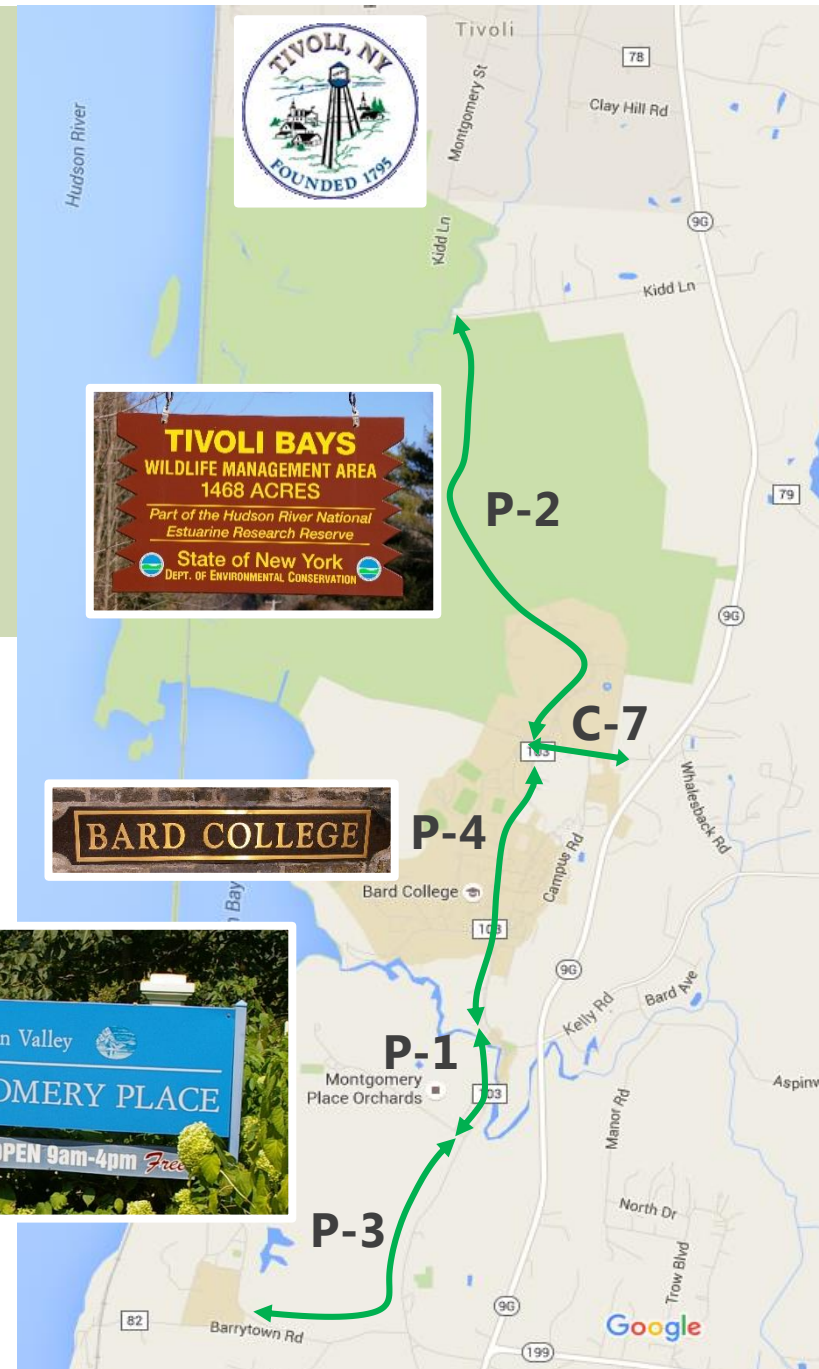 Tivoli
TIVOLI, NY
FOUNDED 1795
78
Clay Hill Rd
Montgomery St
Hudson River
9G
Kidd Ln
Kidd Ln
TIVOLI BAYS
WILDLIFE MANAGEMENT AREA
1468 ACRES
Part of the Hudson River National
Estuarine Research Reserve
State of New York
DEPT. OF ENVIRONMENTAL CONSERVATION
P-2
79
9G
C-7
103
Whalesback Rd
BARD COLLEGE
P-4
Campus Rd
Bard College
Bay
103
9G
Kelly Rd
Bard Ave
n Valley
OMERY PLACE
OPEN 9am-4pm
P-1
Montgomery
Place Orchards
103
Aspinw
Manor Rd
P-3
North Dr
Trow Blvd
82
Barrytown Rd
9G
Google
199